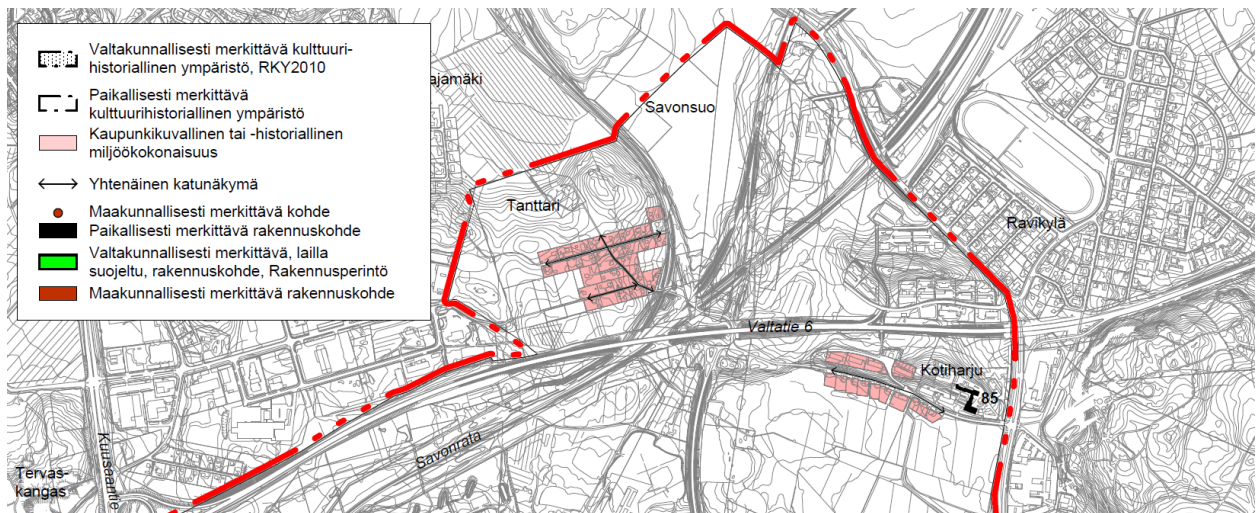 Valtakunnallisesti merkittävä kulttuuri-
historiallinen ympäristö, RKY2010
Paikallisesti merkittävä
kulttuurihistoriallinen ympäristö
Kaupunkikuvallinen tai -historiallinen
miljöökokonaisuus
Yhtenäinen katunäkymä
Maakunnallisesti merkittävä kohde
Paikallisesti merkittävä rakennuskohde
Valtakunnallisesti merkittävä, lailla
suojeltu, rakennuskohde, Rakennusperintö
Maakunnallisesti merkittävä rakennuskohde
ajamäki
Savonsuo
Tanttari
Ravikylä
Valtatie 6
Kotiharju
85
Savonrata
Kuusaantie
Tervas-
kangas